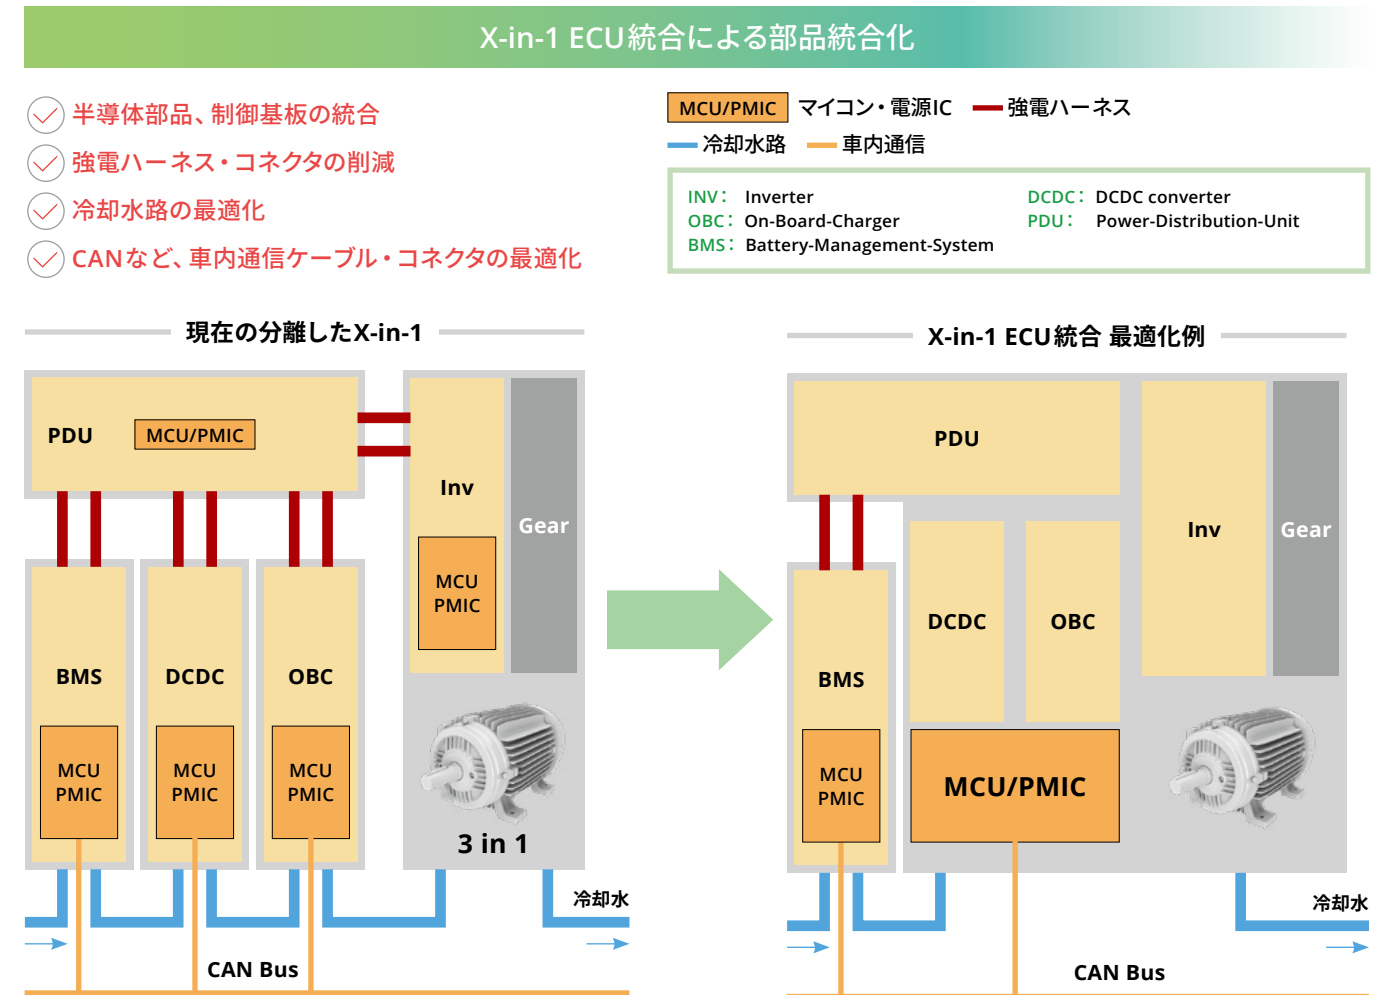 X-in-1 ECU統合による部品統合化
半導体部品、制御基板の統合
強電ハーネス・コネクタの削減
冷却水路の最適化
CANなど、車内通信ケーブル・コネクタの最適化
MCU/PMIC マイコン・電源IC 強電ハーネス
冷却水路 車内通信
INV： Inverter
OBC： On-Board-Charger
BMS： Battery-Management-System
DCDC： DCDC converter
PDU： Power-Distribution-Unit
現在の分離したX-in-1
PDU
MCU/PMIC
Inv
MCU
PMIC
Gear
BMS
MCU
PMIC
DCDC
MCU
PMIC
OBC
MCU
PMIC
3 in 1
冷却水
CAN Bus
X-in-1 ECU統合 最適化例
PDU
Inv
Gear
DCDC
OBC
BMS
MCU
PMIC
MCU/PMIC
冷却水
CAN Bus